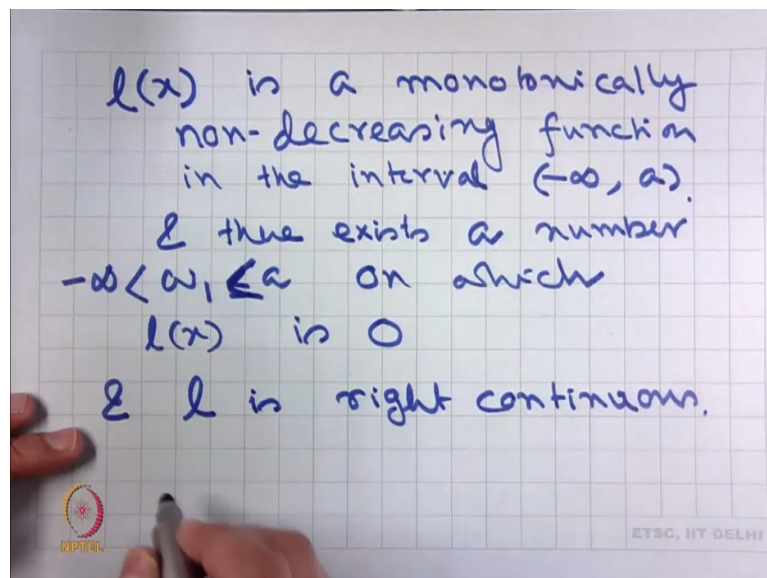 l(x) is a monotonically
non-decreasing function
in the interval (-∞, a).
& there exists a number
-∞ < ω₁ ≤ a on which
l(x) is 0
& l is right continuous.
NPTEL
ETSC, IIT DELHI